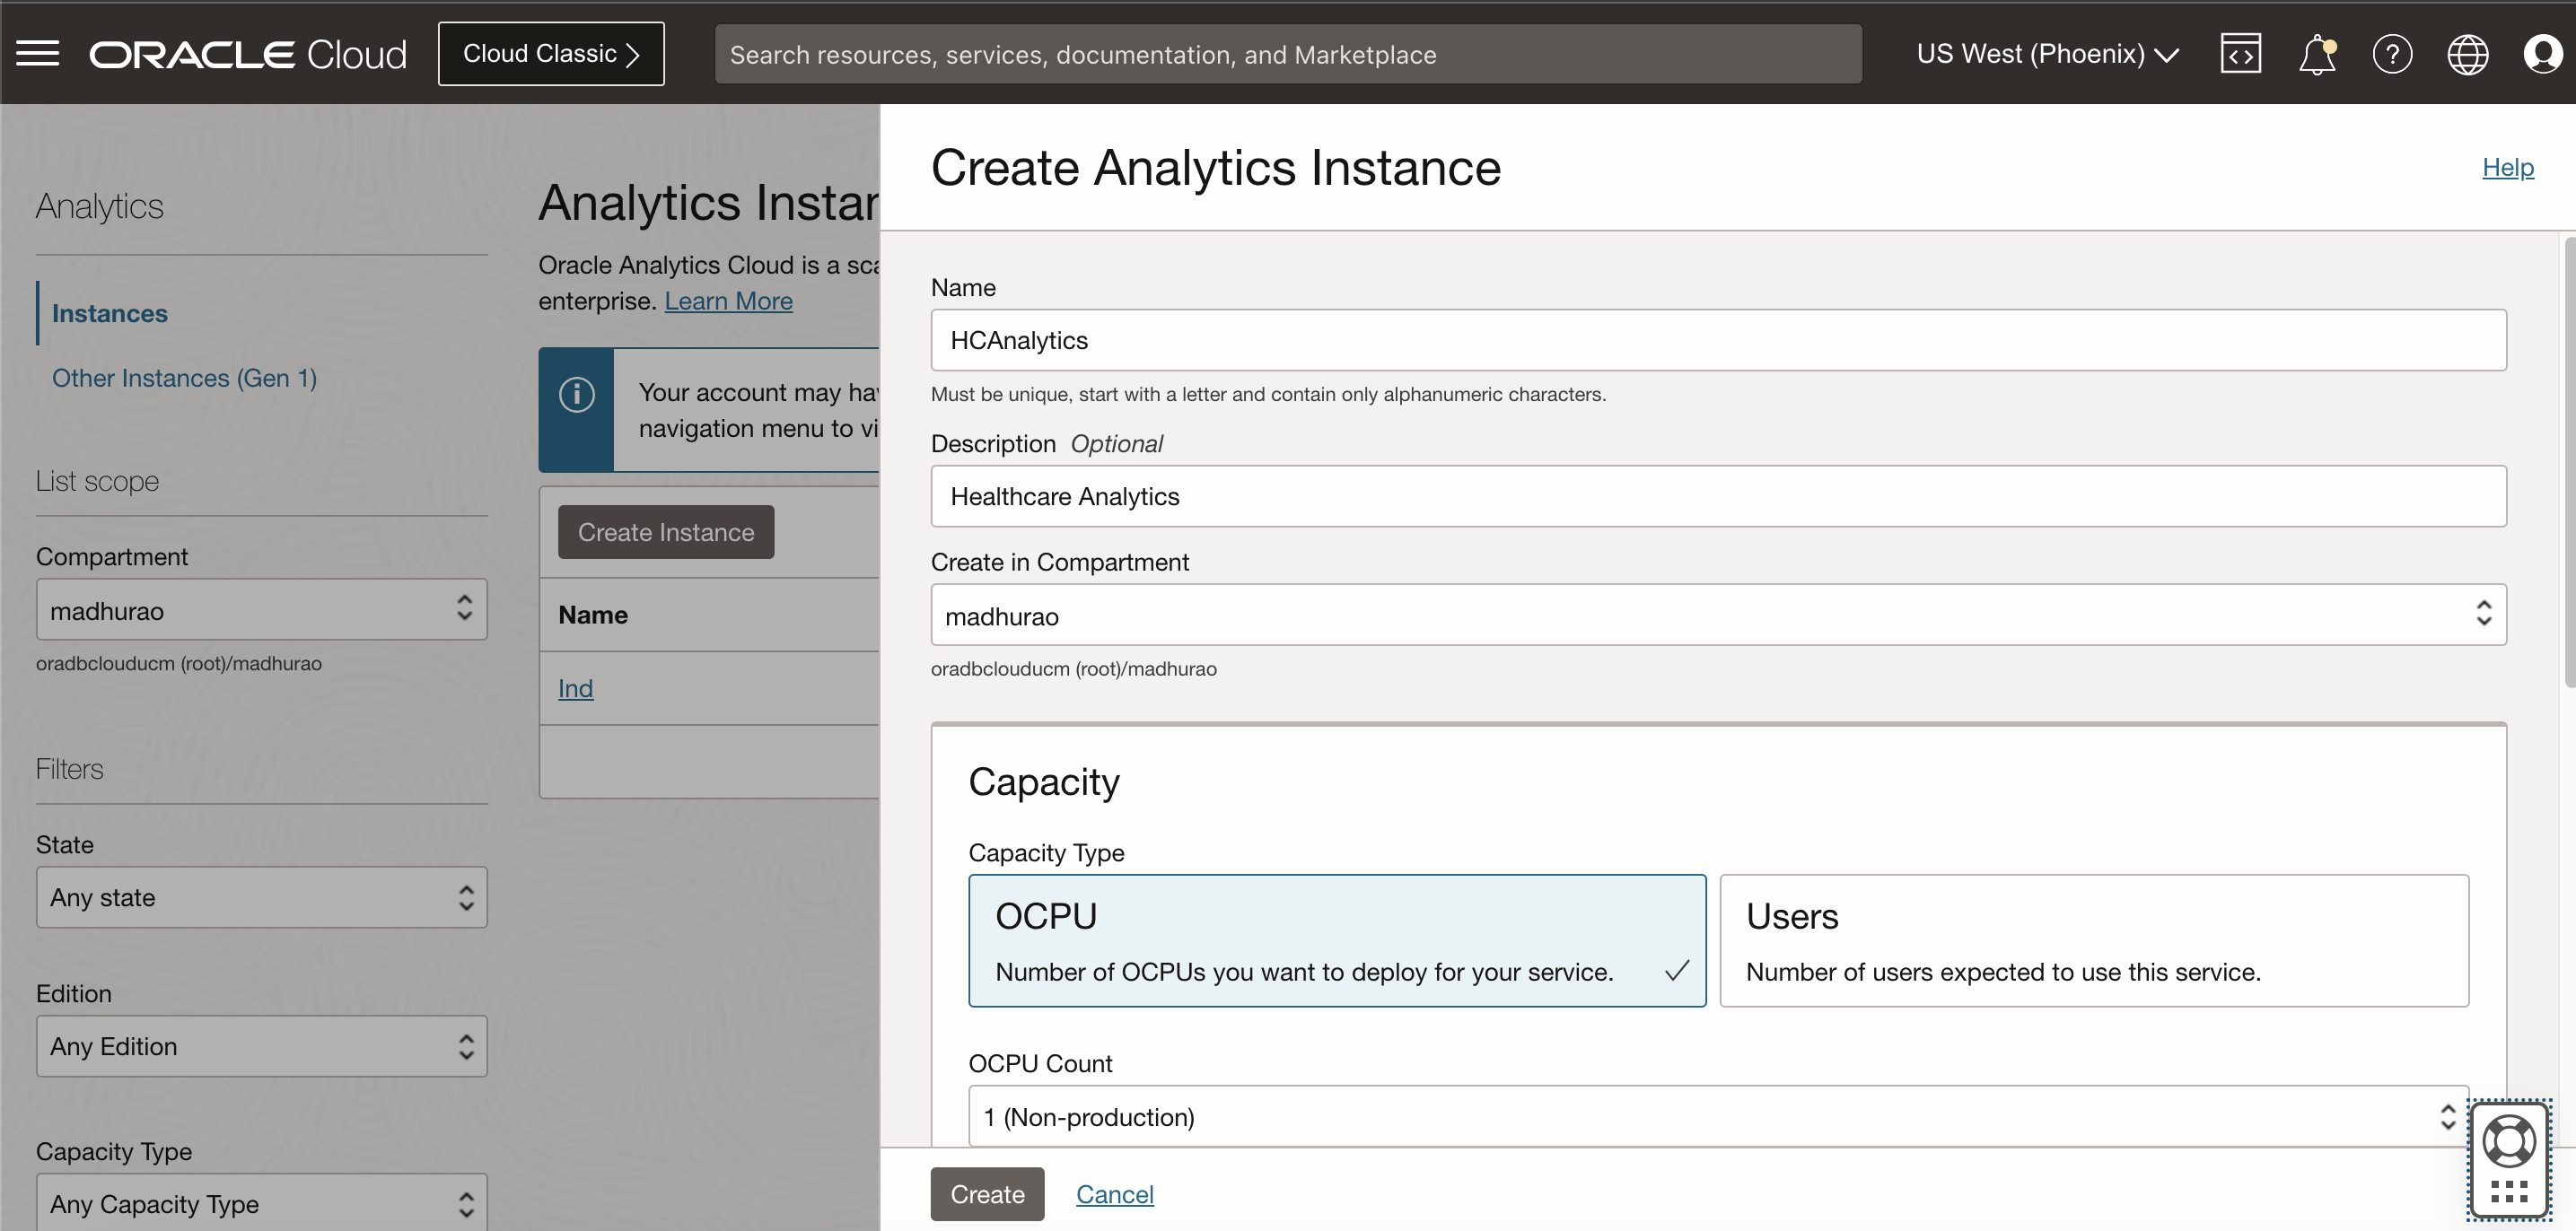 ORACLE Cloud
Cloud Classic
Search resources, services, documentation, and Marketplace
US West (Phoenix)
Analytics
Instances
Other Instances (Gen 1)
List scope
Compartment
madhurao
oradbclouducm (root)/madhurao
Filters
State
Any state
Edition
Any Edition
Capacity Type
Any Capacity Type
Analytics Instan
Oracle Analytics Cloud is a sca
enterprise. Learn More
Your account may hav
navigation menu to vi
Create Instance
Name
Ind
Create Analytics Instance
Help
Name
HCAnalytics
Must be unique, start with a letter and contain only alphanumeric characters.
Description Optional
Healthcare Analytics
Create in Compartment
madhurao
oradbclouducm (root)/madhurao
Capacity
Capacity Type
OCPU
Number of OCPUs you want to deploy for your service.
Users
Number of users expected to use this service.
OCPU Count
1 (Non-production)
Create
Cancel